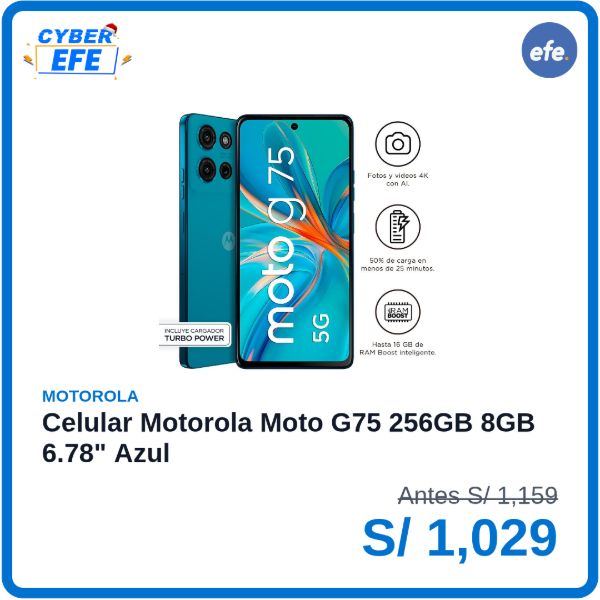 CYBER
EFE
efe.
moto g 75
5G
Fotos y videos 4K
con AI.
50% de carga en
menos de 25 minutos.
RAM
BOOST
Hasta 16 GB de
RAM Boost inteligente.
INCLUYE CARGADOR
TURBO POWER
MOTOROLA
Celular Motorola Moto G75 256GB 8GB
6.78" Azul
Antes S/ 1,159
S/ 1,029